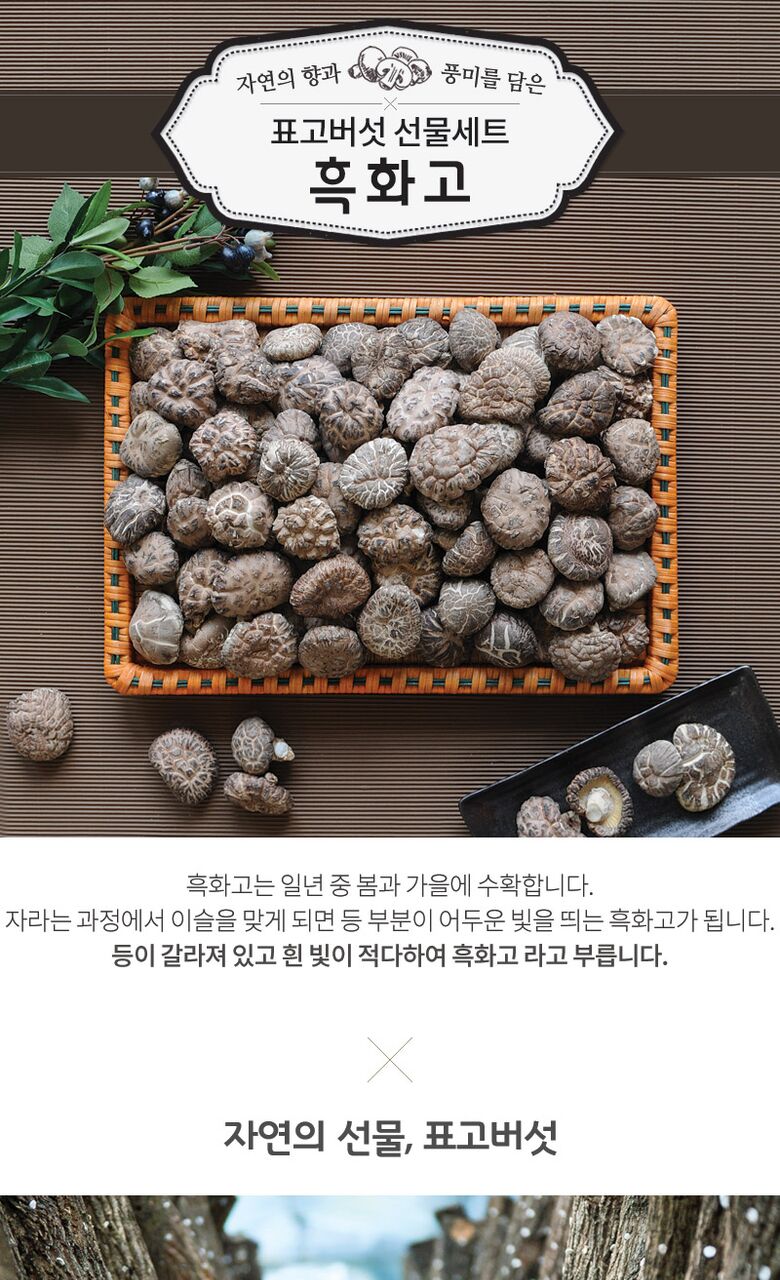 자연의 향과 풍미를 담은
표고버섯 선물세트
흑화고
흑화고는 일년 중 봄과 가을에 수확합니다.
자라는 과정에서 이슬을 맞게 되면 등 부분이 어두운 빛을 띄는 흑화고가 됩니다.
등이 갈라져 있고 흰 빛이 적다하여 흑화고 라고 부릅니다.
자연의 선물, 표고버섯